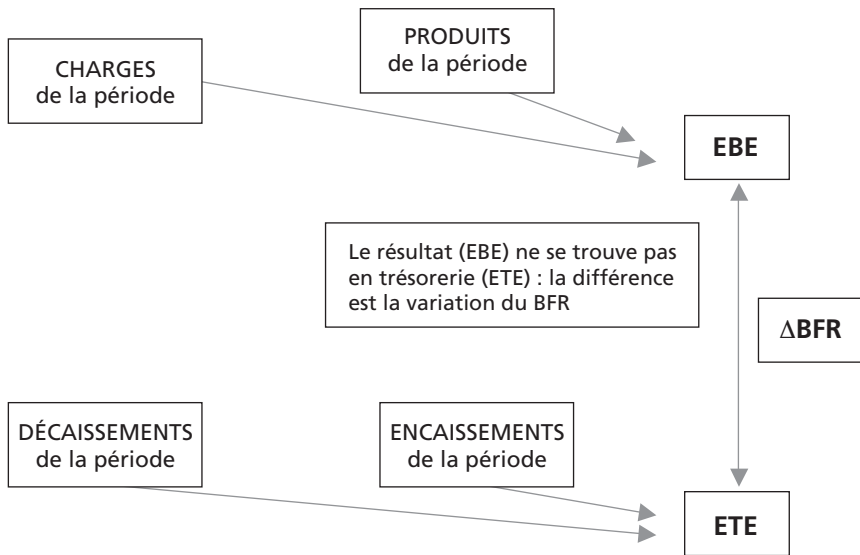 PRODUITS
de la période
CHARGES
de la période
EBE
Le résultat (EBE) ne se trouve pas
en trésorerie (ETE) : la différence
est la variation du BFR
ΔBFR
DÉCAISSEMENTS
de la période
ENCAISSEMENTS
de la période
ETE